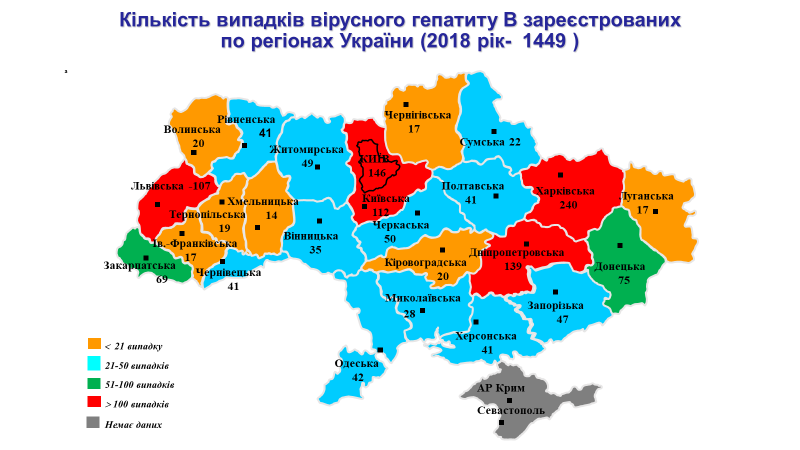 Кількість випадків вірусного гепатиту В зареєстрованих
по регіонах України (2018 рік- 1449 )
Чернігівська
17
Рівненська
41
Волинська
20
Сумська 22
Житомирська
49
КИЇВ
146
Львівська -107
Полтавська
41
Харківська
240
Луганська
17
Хмельницька
14
Київська
112
Тернопільська
19
Черкаська
50
Вінницька
35
Ів.-Франківська
17
Дніпропетровська
139
Закарпатська
69
Чернівецька
41
Кіровоградська
20
Донецька
75
Миколаївська
28
Запорізька
47
Херсонська
41
Одеська
42
АР Крим
Севастополь
< 21 випадку
21-50 випадків
51-100 випадків
>100 випадків
Немає даних